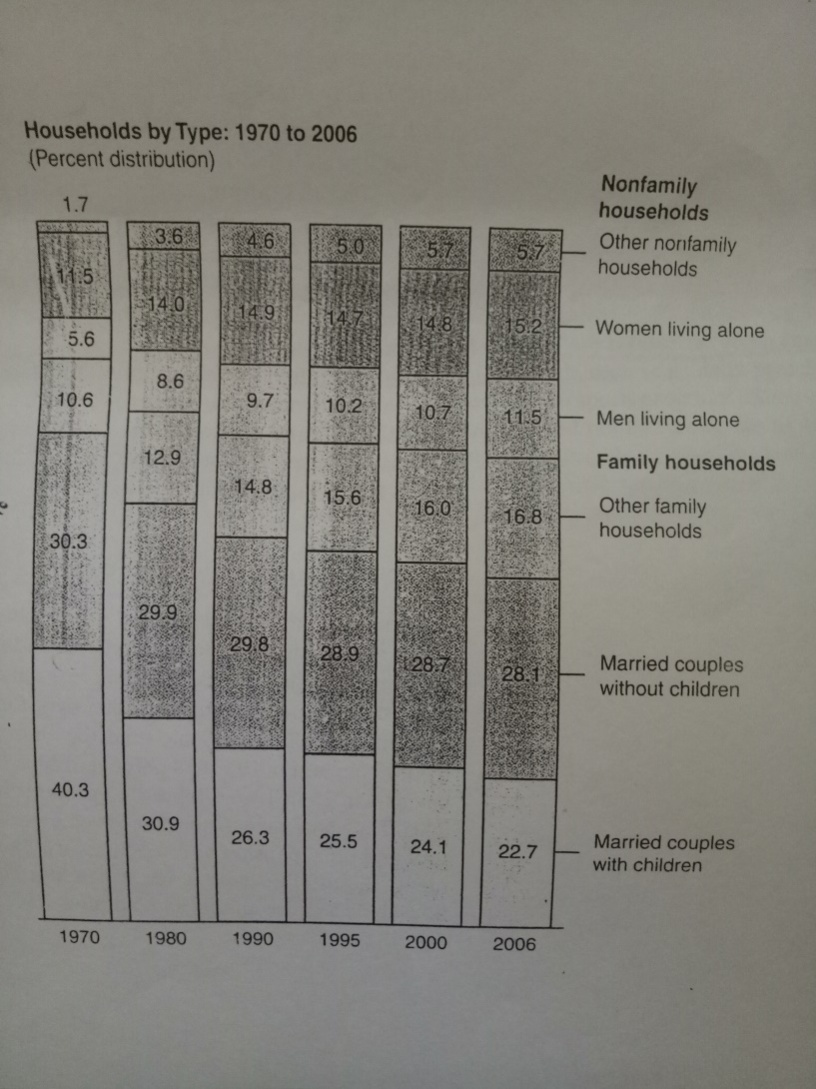 Households by Type: 1970 to 2006
(Percent distribution)
Nonfamily
households
Other nonfamily
households
Women living alone
Men living alone
Family households
Other family
households
Married couples
without children
Married couples
with children
1.7
11.5
5.6
10.6
30.3
40.3
3.6
14.0
8.6
12.9
29.9
30.9
4.6
14.9
9.7
14.8
29.8
26.3
5.0
14.7
10.2
15.6
28.9
25.5
5.7
14.8
10.7
16.0
28.7
24.1
5.7
15.2
11.5
16.8
28.1
22.7
1970 1980 1990 1995 2000 2006